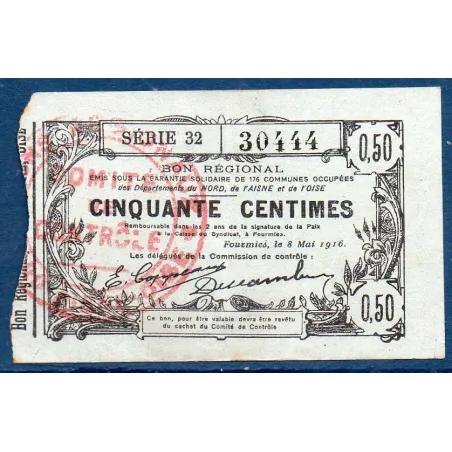 SÉRIE 32
30444
0,50
BON RÉGIONAL
ÉMIS SOUS LA GARANTIE SOLIDAIRE DE 176 COMMUNES OCCUPÉES
des Départements du NORD, de l'AISNE et de l'OISE
CINQUANTE CENTIMES
Remboursable dans les 2 ans de la signature de la Paix
à la Caisse du Syndicat, à Fourmies.
Fourmies, le 8 Mai 1916.
Les délégués de la Commission de contrôle :
0,50
Ce bon, pour être valable devra être revêtu
du cachet du Comité de Contrôle
Bon Région
OISE
CONTRÔLE